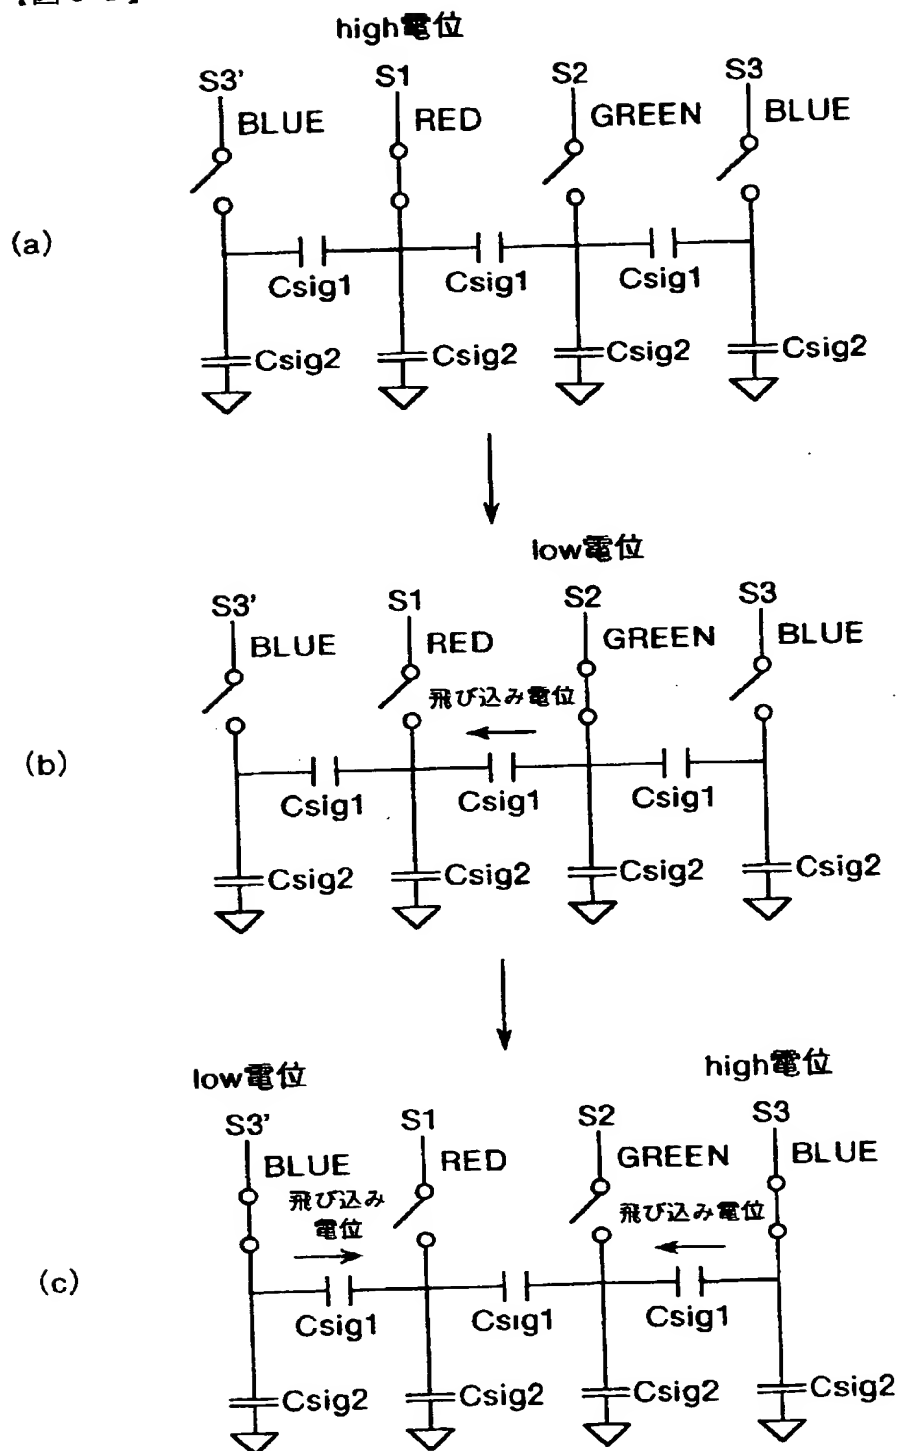 high電位
S3' S1 S2 S3
BLUE RED GREEN BLUE
(a)
Csig1 Csig1 Csig1
Csig2 Csig2 Csig2 Csig2
low電位
S3' S1 S2 S3
BLUE RED GREEN BLUE
飛び込み電位
(b)
Csig1 Csig1 Csig1
Csig2 Csig2 Csig2 Csig2
low電位 high電位
S3' S1 S2 S3
BLUE RED GREEN BLUE
飛び込み
電位
飛び込み電位
(c)
Csig1 Csig1 Csig1
Csig2 Csig2 Csig2 Csig2